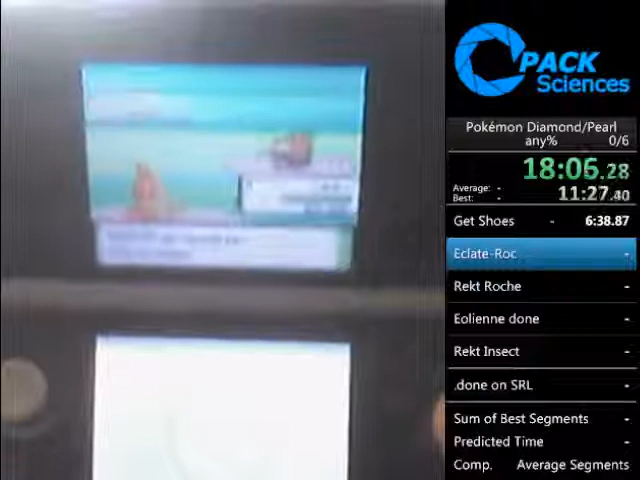 PACK
Sciences
Pokémon Diamond/Pearl
any% 0/6
18:06.28
Average: -
Best: -
11:27.40
Get Shoes - 6:38.87
Eclate-Roc -
Rekt Roche -
Eolienne done -
Rekt Insect -
.done on SRL -
Sum of Best Segments -
Predicted Time -
Comp. Average Segments